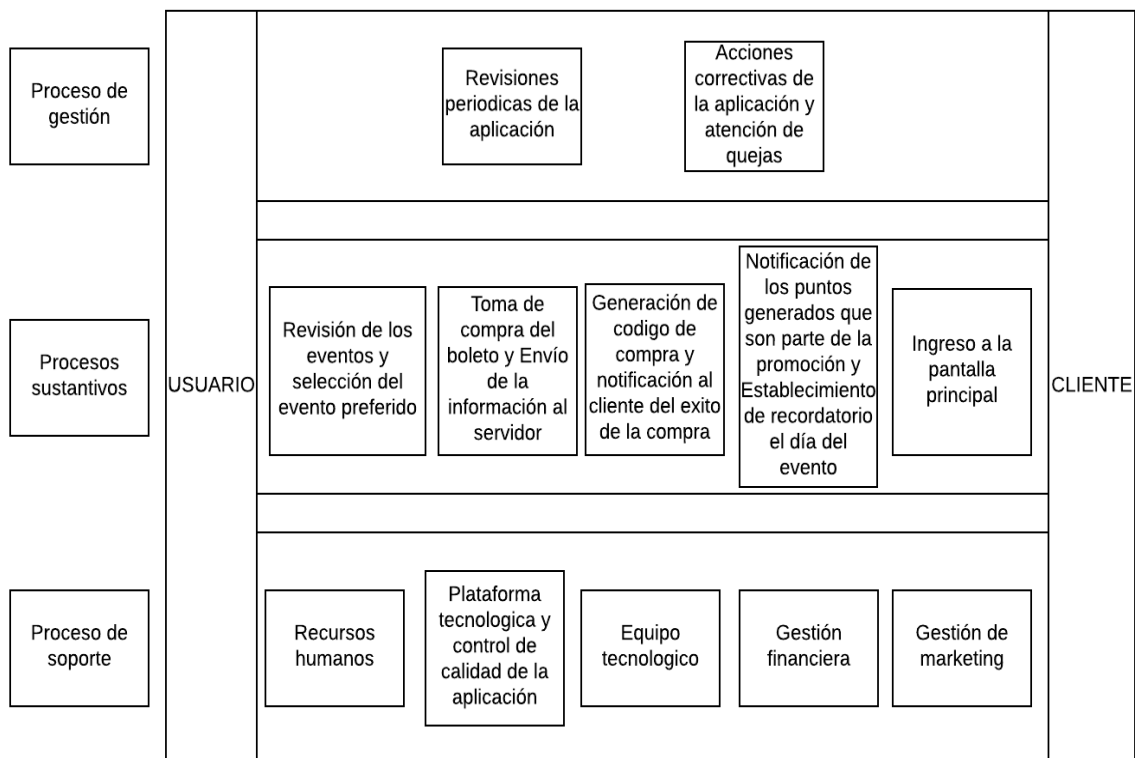 Proceso de
gestión
Revisiones
periodicas de la
aplicación
Acciones
correctivas de
la aplicación y
atención de
quejas
Procesos
sustantivos
USUARIO
Revisión de los
eventos y
selección del
evento preferido
Toma de
compra del
boleto y Envío
de la
información al
servidor
Generación de
codigo de
compra y
notificación al
cliente del exito
de la compra
Notificación de
los puntos
generados que
son parte de la
promoción y
Establecimiento
de recordatorio
el día del
evento
Ingreso a la
pantalla
principal
CLIENTE
Proceso de
soporte
Recursos
humanos
Plataforma
tecnologica y
control de
calidad de la
aplicación
Equipo
tecnologico
Gestión
financiera
Gestión de
marketing